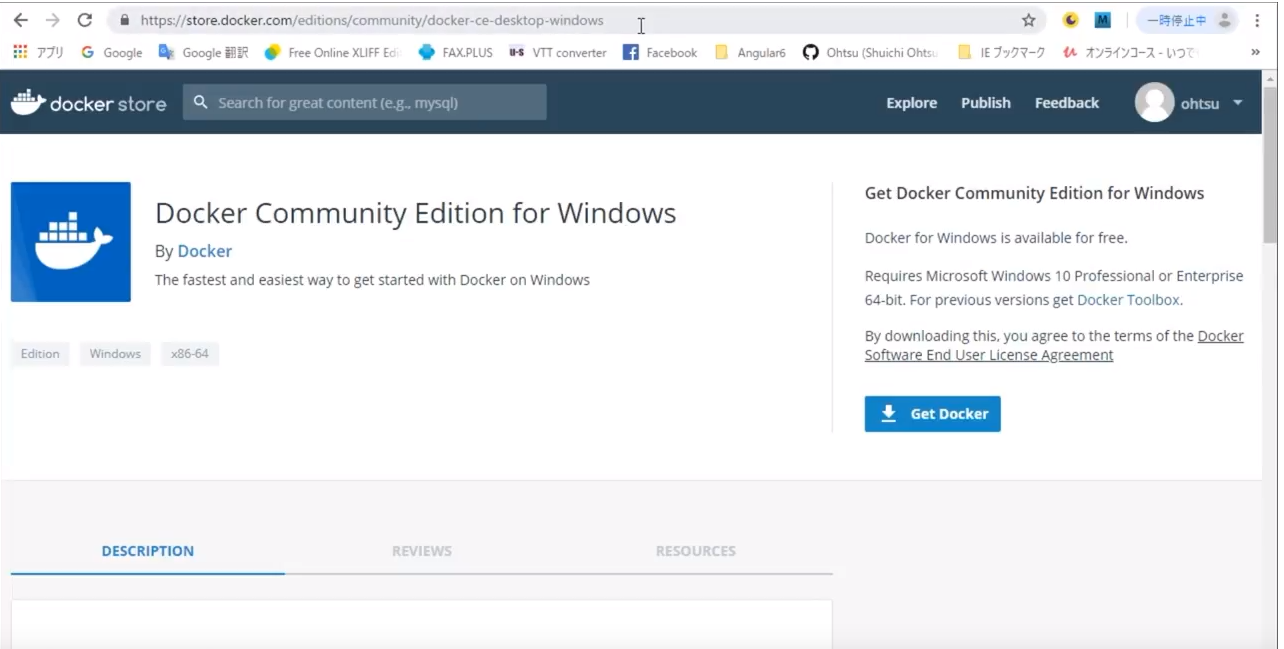 https://store.docker.com/editions/community/docker-ce-desktop-windows
一時停止中
アプリ Google Google 翻訳 Free Online XLIFF Edi FAX.PLUS VTT converter Facebook Angular6 Ohtsu (Shuichi Ohtsu IE ブックマーク オンラインコース - いつで »
docker store Search for great content (e.g., mysql) Explore Publish Feedback ohtsu
Docker Community Edition for Windows
By Docker
The fastest and easiest way to get started with Docker on Windows
Edition Windows x86-64
Get Docker Community Edition for Windows
Docker for Windows is available for free.
Requires Microsoft Windows 10 Professional or Enterprise
64-bit. For previous versions get Docker Toolbox.
By downloading this, you agree to the terms of the Docker
Software End User License Agreement
Get Docker
DESCRIPTION REVIEWS RESOURCES